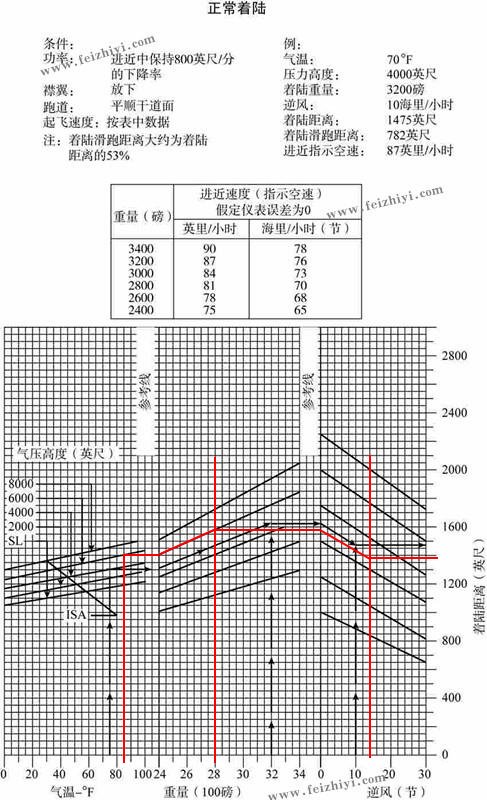 正常着陆
条件：
功率： 进近中保持800英尺/分
的下降率
襟翼： 放下
跑道： 平顺干道面
起飞速度：按表中数据
注：着陆滑跑距离大约为着陆
距离的53%
www.feizhiyi.com
例：
气温： 70°F
压力高度： 4000英尺
着陆重量： 3200磅
逆风： 10海里/小时
着陆距离： 1475英尺
着陆滑跑距离： 782英尺
进近指示空速： 87英里/小时
www.feizhiyi.com
重量（磅） 进近速度（指示空速）
假定仪表误差为0
英里/小时 海里/小时（节）
3400 90 78
3200 87 76
3000 84 73
2800 81 70
2600 78 68
2400 75 65
参考线 参考线
气压高度（英尺）
8000
6000
4000
2000
SL
ISA
2800
2400
2000
1600
1200
800
400
0
着陆距离（英尺）
0 20 40 60 80 100 24 26 28 30 32 34 0 10 20 30
气温-°F 重量（100磅） 逆风（节）
www.feizhiyi.com